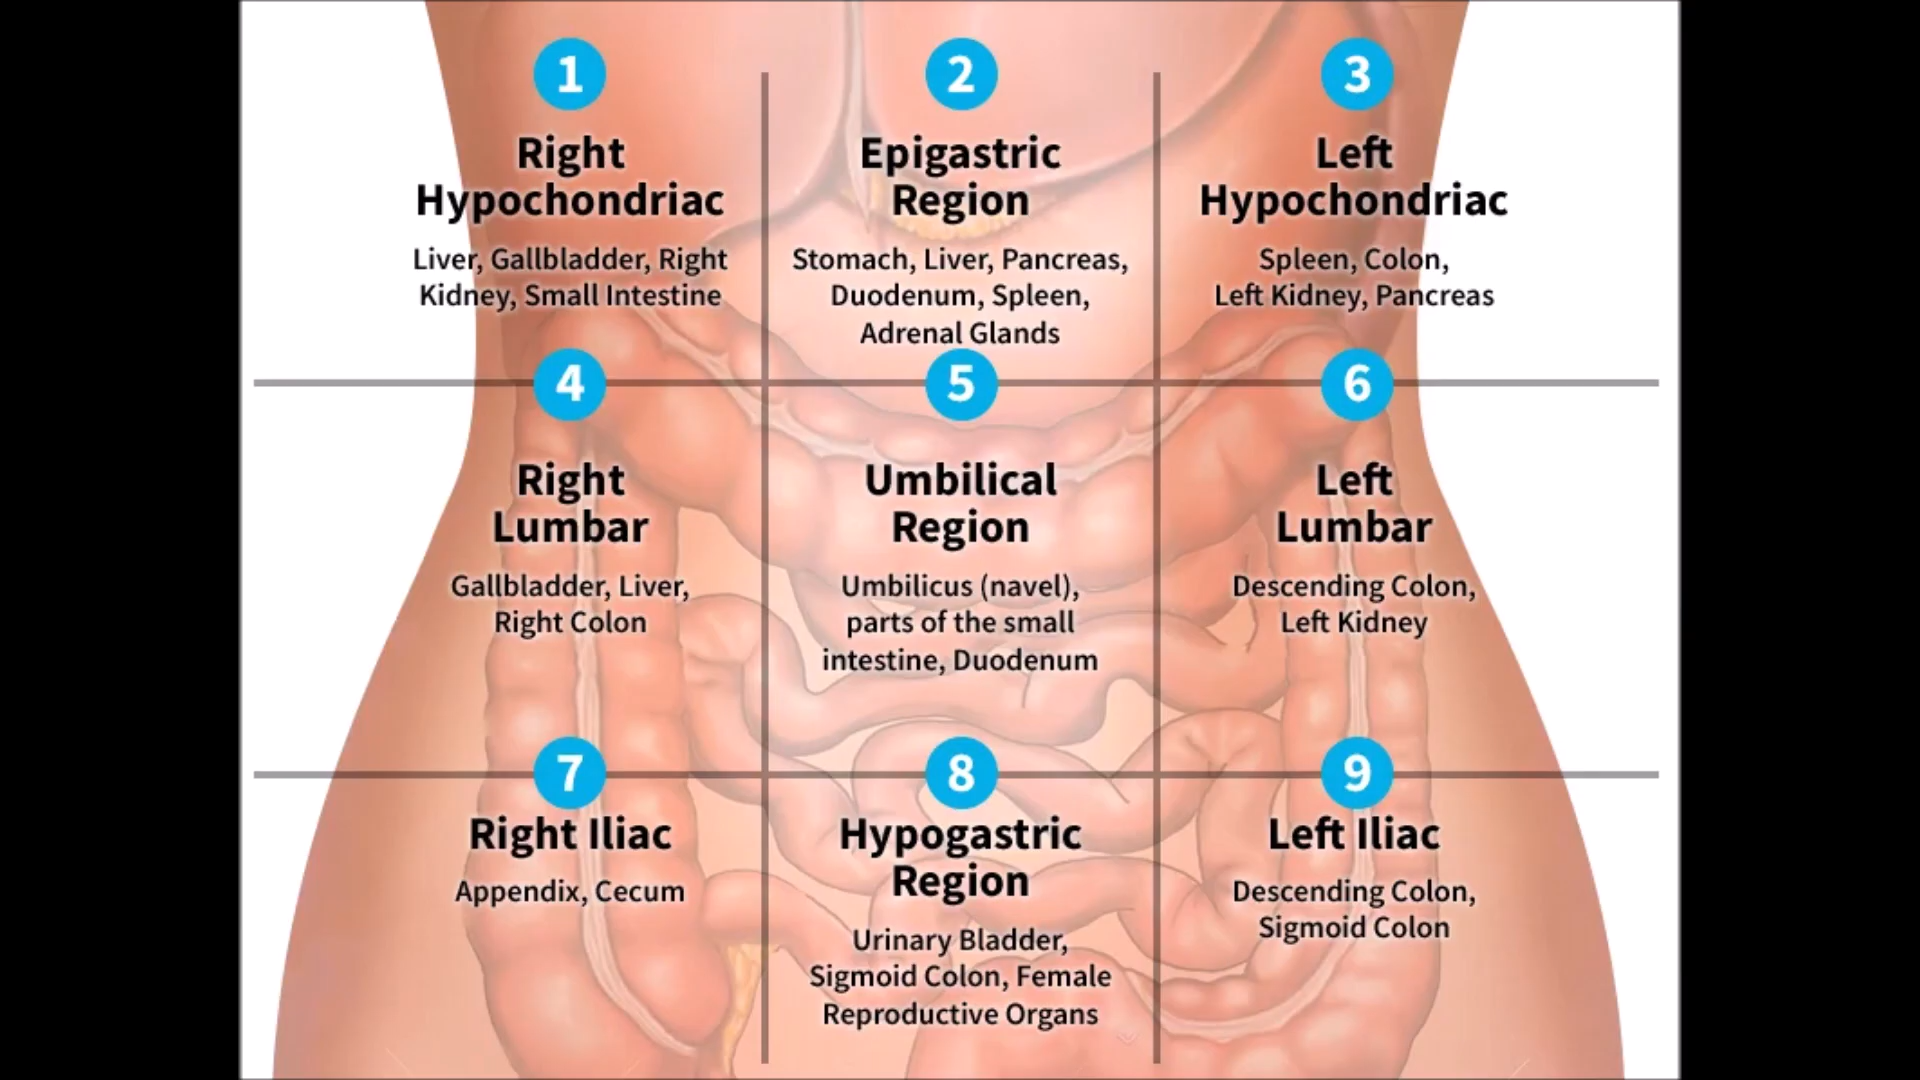 1
Right
Hypochondriac
Liver, Gallbladder, Right
Kidney, Small Intestine
2
Epigastric
Region
Stomach, Liver, Pancreas,
Duodenum, Spleen,
Adrenal Glands
3
Left
Hypochondriac
Spleen, Colon,
Left Kidney, Pancreas
4
Right
Lumbar
Gallbladder, Liver,
Right Colon
5
Umbilical
Region
Umbilicus (navel),
parts of the small
intestine, Duodenum
6
Left
Lumbar
Descending Colon,
Left Kidney
7
Right Iliac
Appendix, Cecum
8
Hypogastric
Region
Urinary Bladder,
Sigmoid Colon, Female
Reproductive Organs
9
Left Iliac
Descending Colon,
Sigmoid Colon